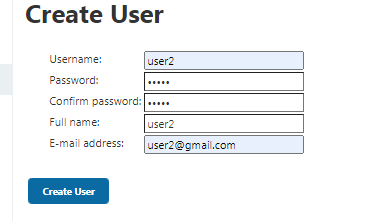 Create User
Username: user2
Password: •••••
Confirm password: •••••
Full name: user2
E-mail address: user2@gmail.com
Create User